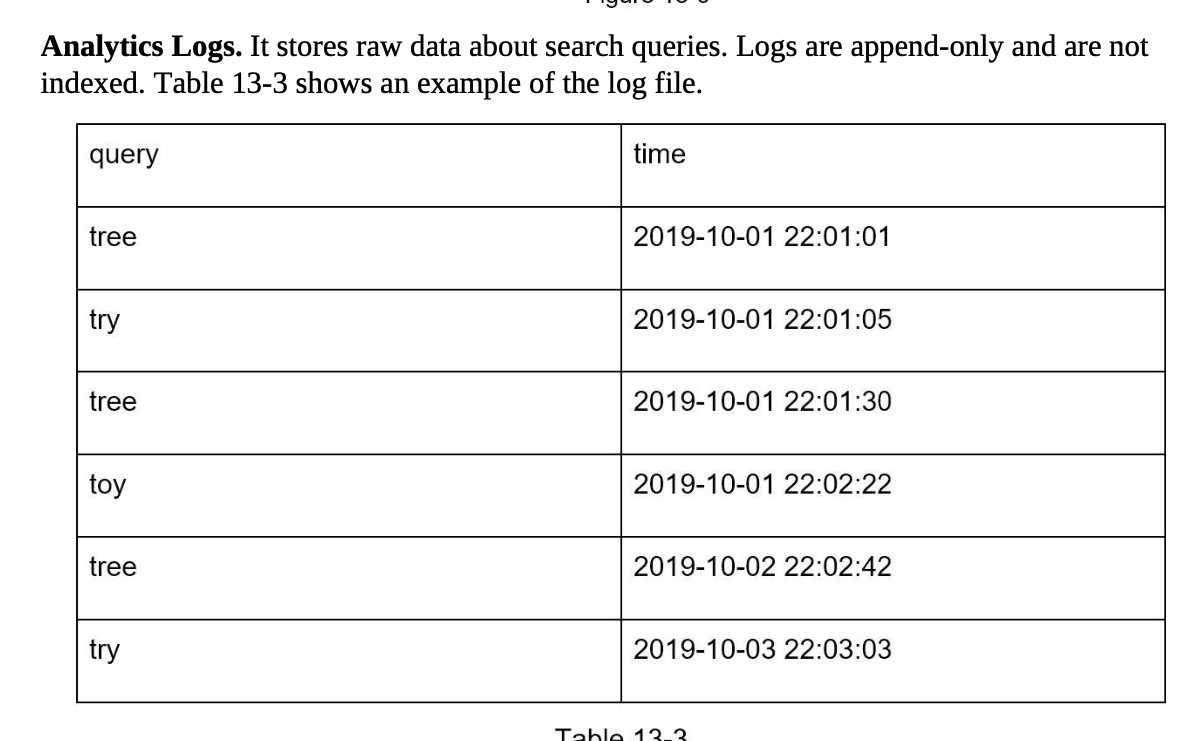 Analytics Logs. It stores raw data about search queries. Logs are append-only and are not
indexed. Table 13-3 shows an example of the log file.
query time
tree 2019-10-01 22:01:01
try 2019-10-01 22:01:05
tree 2019-10-01 22:01:30
toy 2019-10-01 22:02:22
tree 2019-10-02 22:02:42
try 2019-10-03 22:03:03
Table 13-3